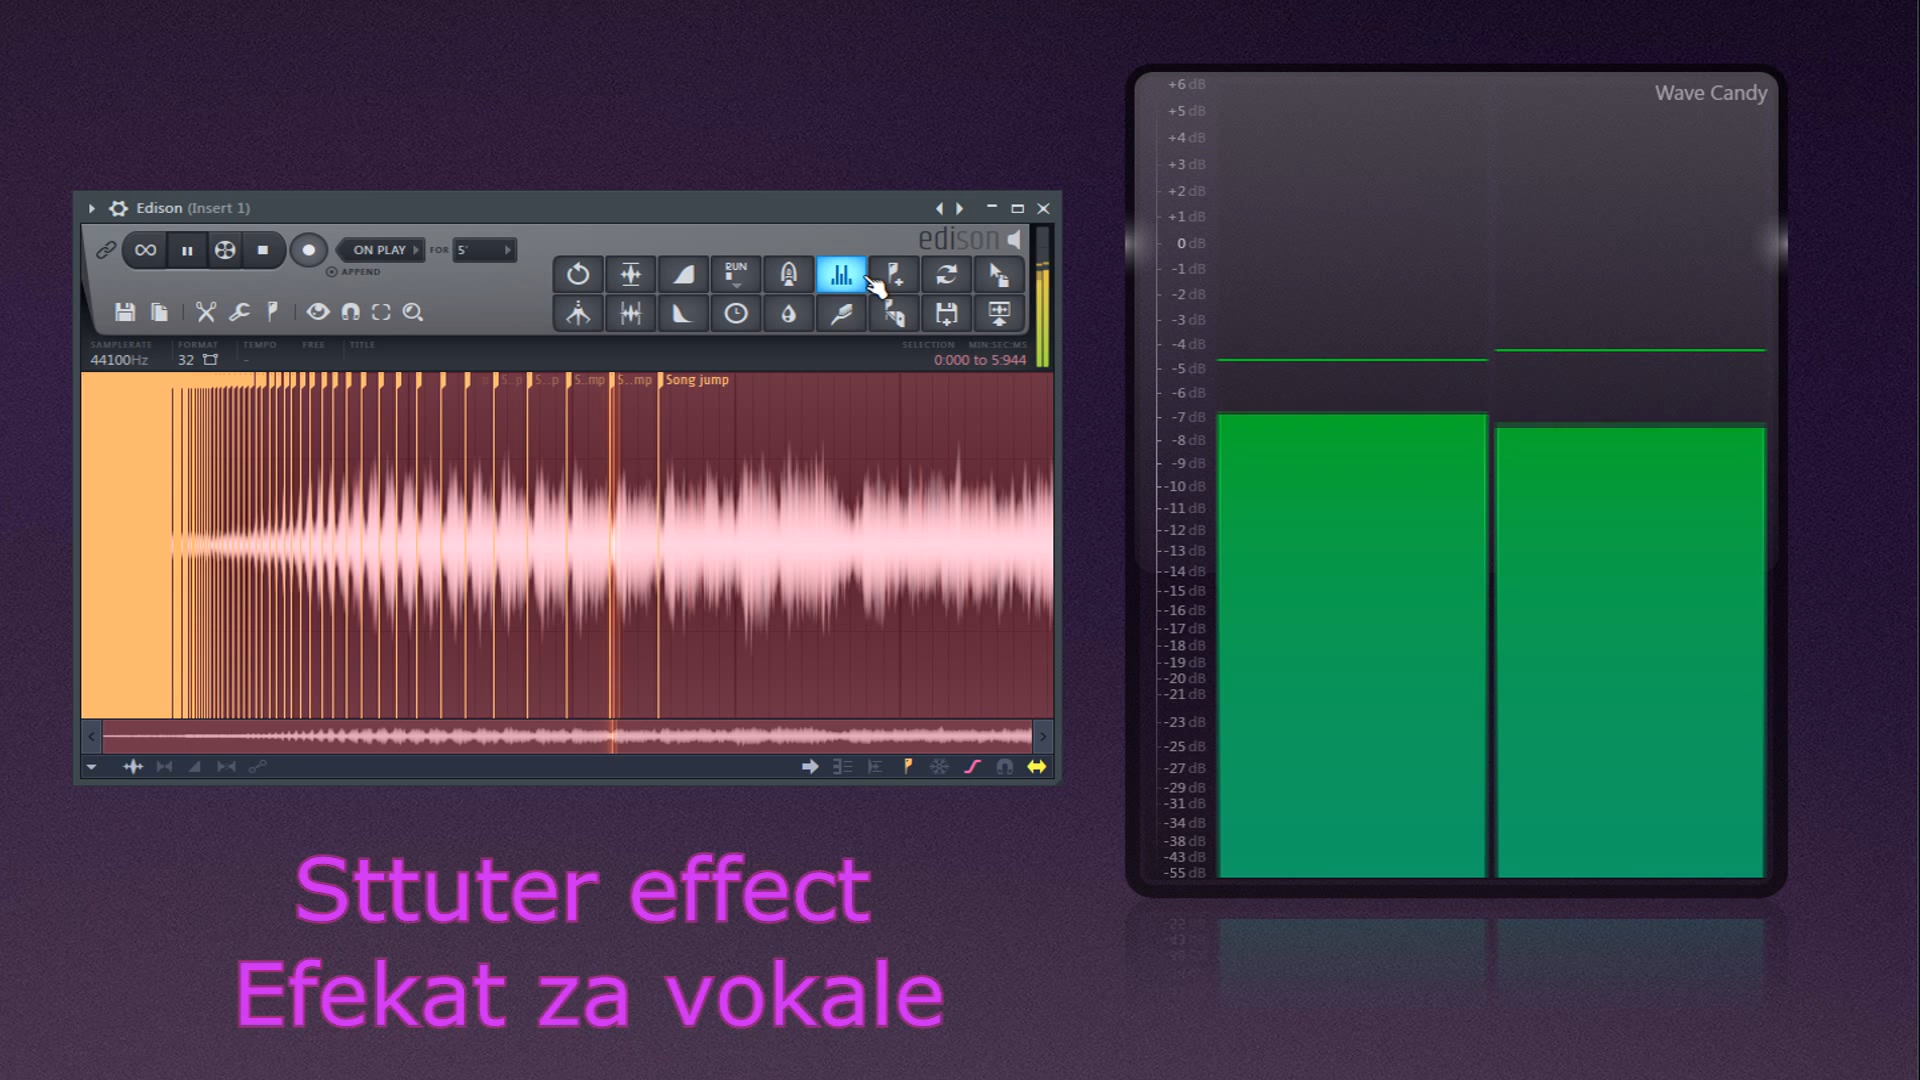 Edison (Insert 1)
edison
ON PLAY
FOR
5'
APPEND
RUN
SAMPLERATE
FORMAT
TEMPO
FREE
TITLE
SELECTION
MIN:SEC:MS
44100Hz
32
-
0:000 to 5:944
p
S..p
S..p
S..mp
S..mp
Song jump
Sttuter effect
Efekat za vokale
Wave Candy
+6 dB
+5 dB
+4 dB
+3 dB
+2 dB
+1 dB
0 dB
-1 dB
-2 dB
-3 dB
-4 dB
-5 dB
-6 dB
-7 dB
-8 dB
-9 dB
-10 dB
-11 dB
-12 dB
-13 dB
-14 dB
-15 dB
-16 dB
-17 dB
-18 dB
-19 dB
-20 dB
-21 dB
-23 dB
-25 dB
-27 dB
-29 dB
-31 dB
-34 dB
-38 dB
-43 dB
-55 dB